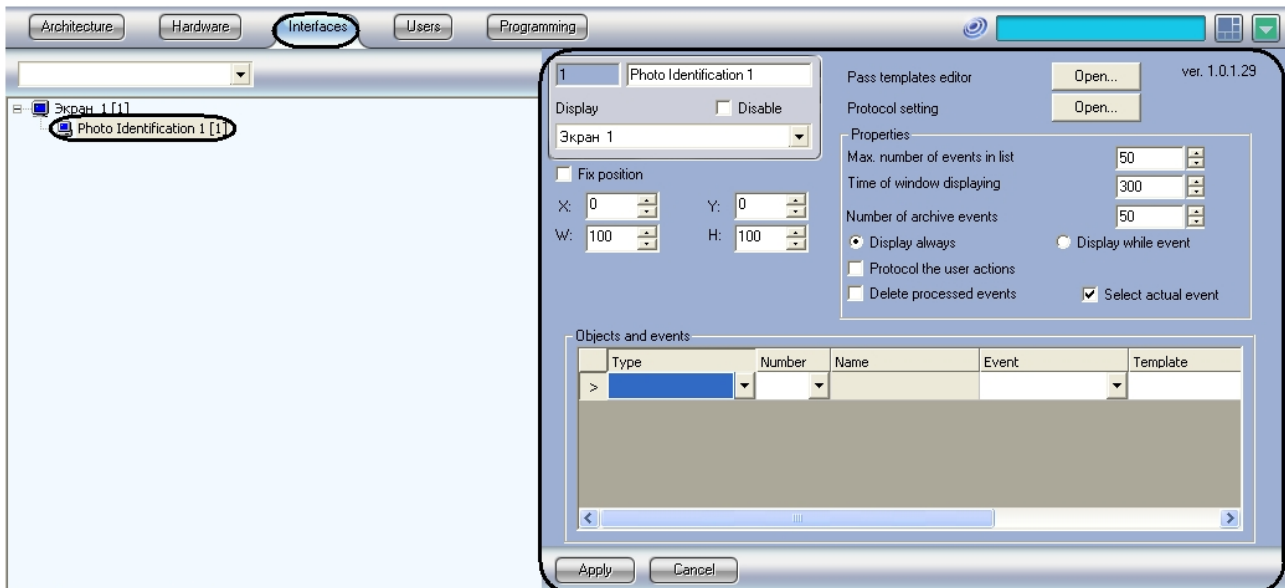 Architecture Hardware Interfaces Users Programming
Экран 1 [1]
Photo Identification 1 [1]
1 Photo Identification 1
Display Disable
Экран 1
Fix position
X: 0 Y: 0
W: 100 H: 100
Pass templates editor Open... ver. 1.0.1.29
Protocol setting Open...
Properties
Max. number of events in list 50
Time of window displaying 300
Number of archive events 50
Display always Display while event
Protocol the user actions
Delete processed events Select actual event
Objects and events
Type Number Name Event Template
>
Apply Cancel